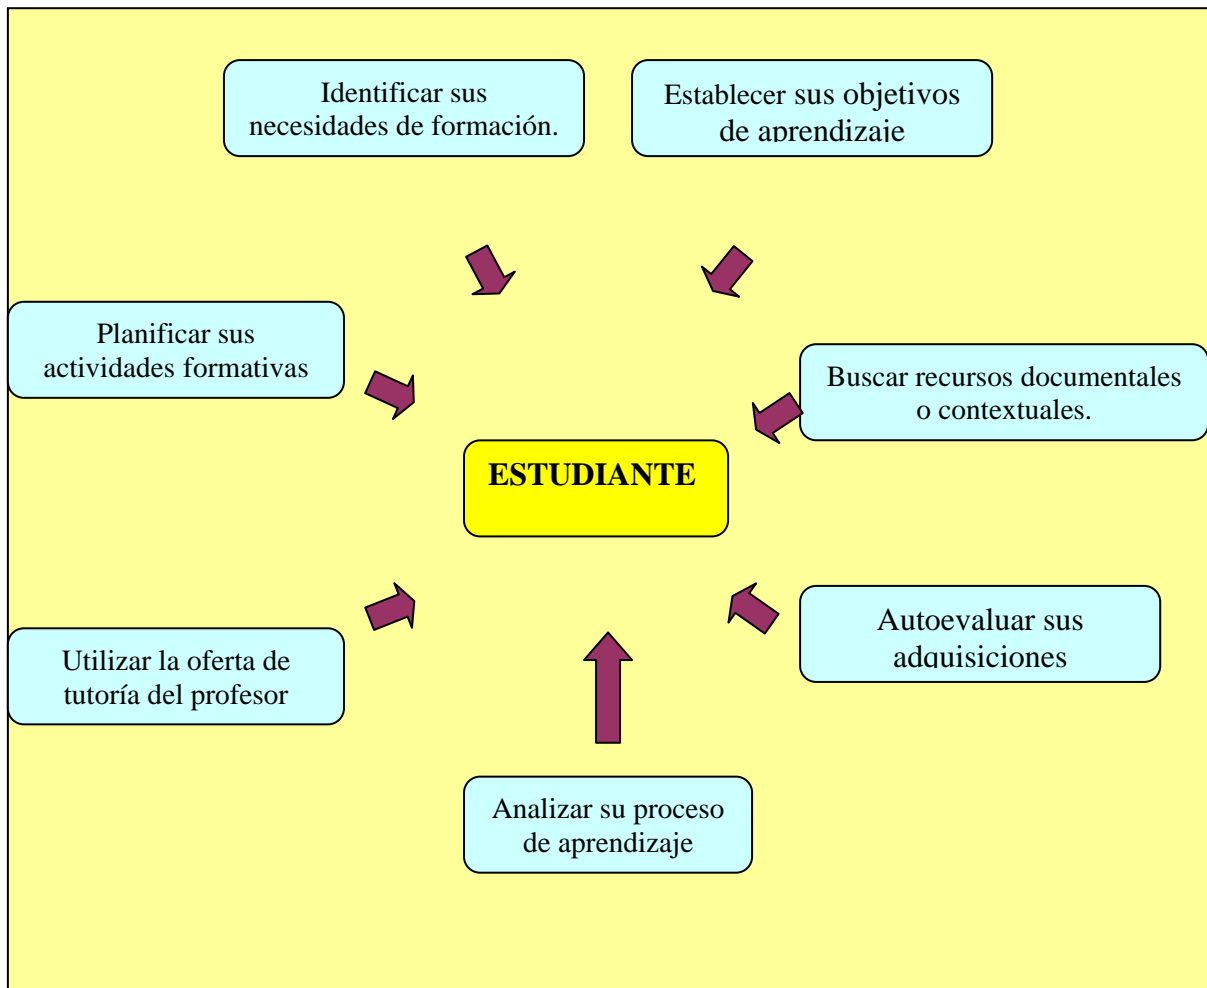 Identificar sus
necesidades de formación.
Establecer sus objetivos
de aprendizaje
Planificar sus
actividades formativas
Buscar recursos documentales
o contextuales.
ESTUDIANTE
Utilizar la oferta de
tutoría del profesor
Autoevaluar sus
adquisiciones
Analizar su proceso
de aprendizaje